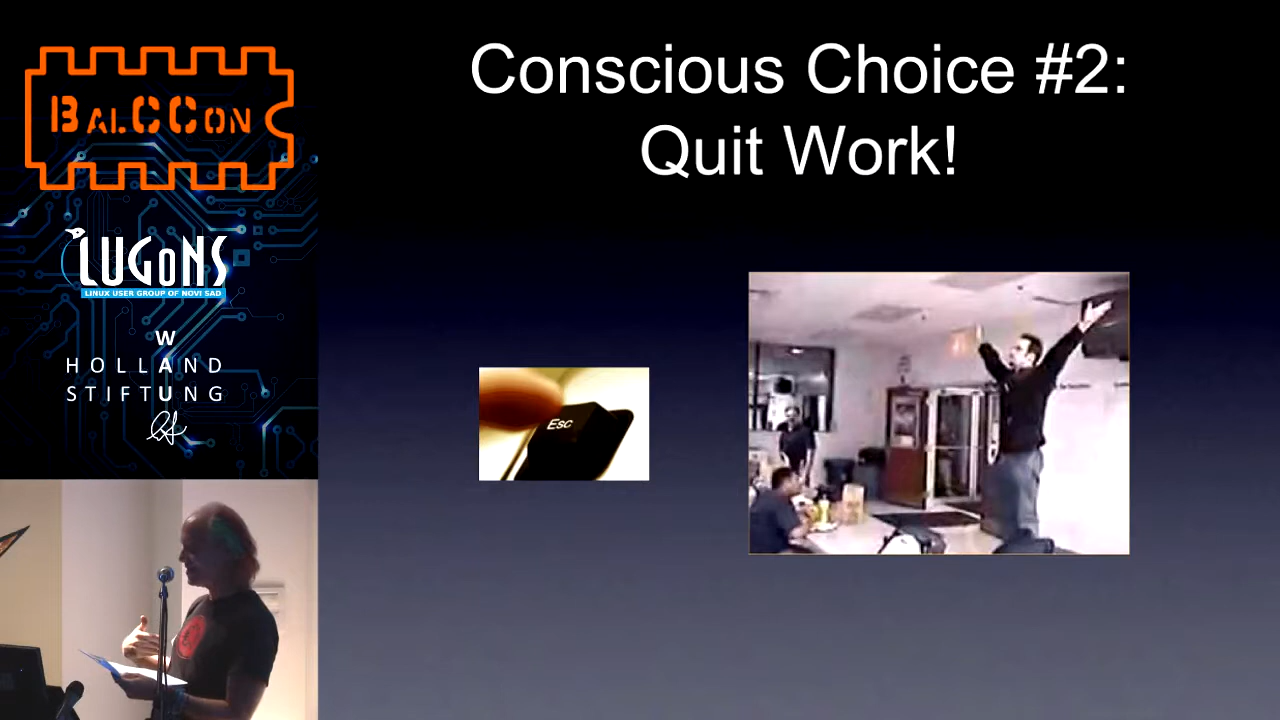 BALCCON
LUGoNS
LINUX USER GROUP OF NOVI SAD
W
HOLLAND
STIFTUNG
Conscious Choice #2:
Quit Work!
Esc